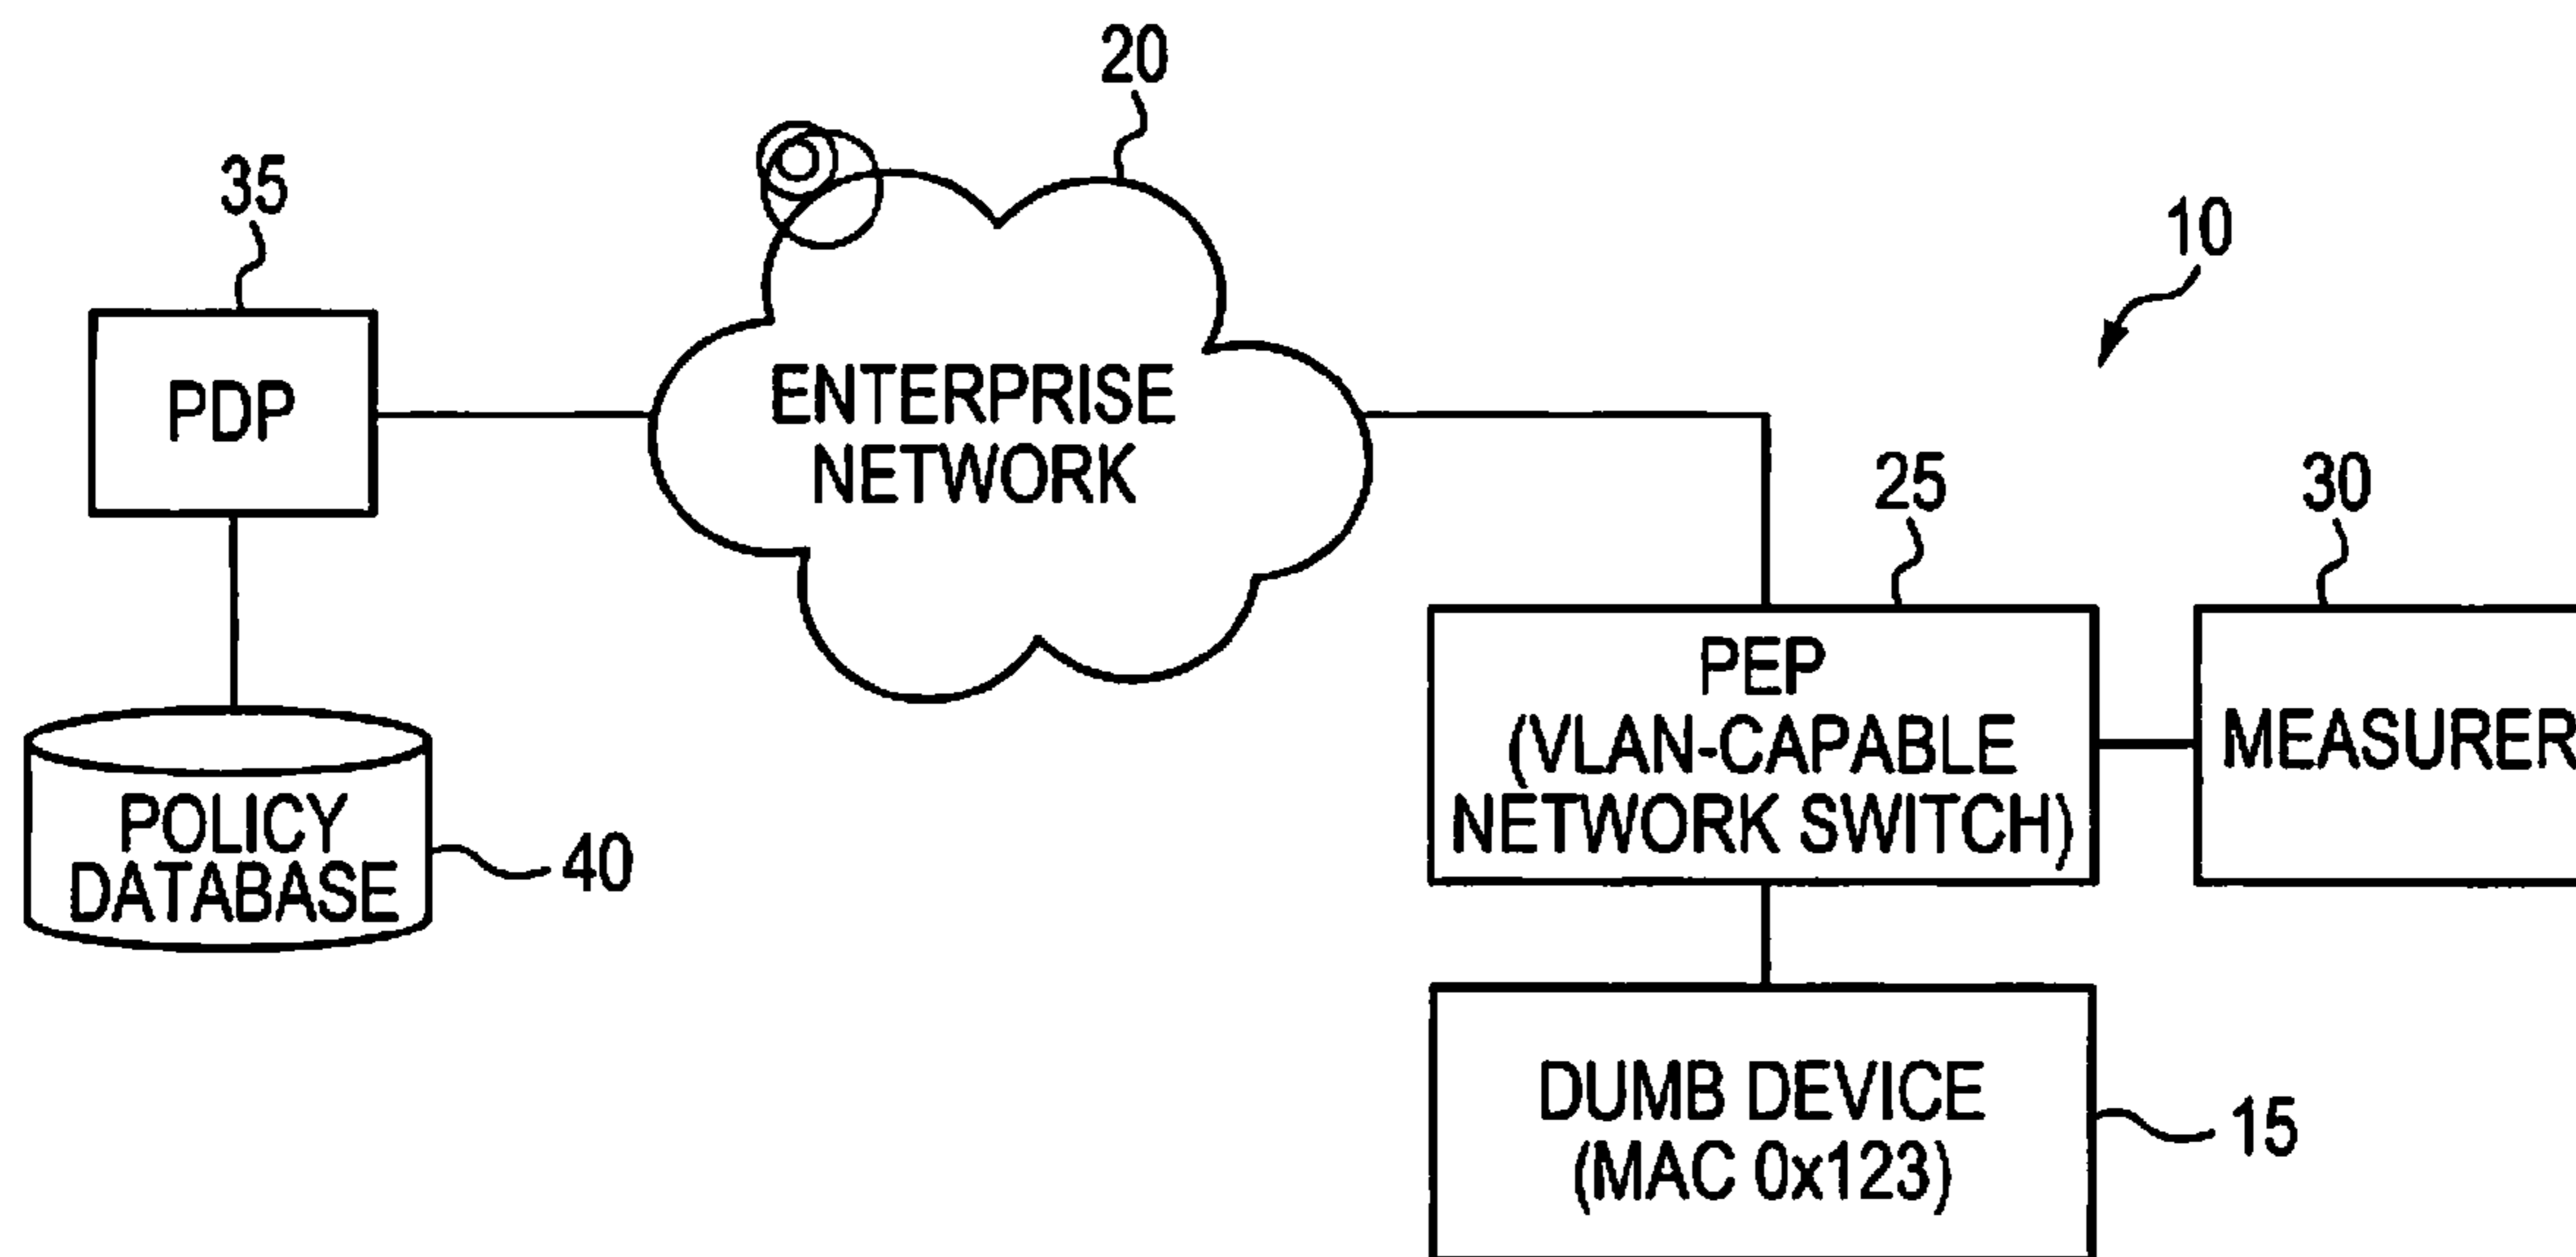 20
35
10
PDP
ENTERPRISE
NETWORK
25
30
PEP
(VLAN-CAPABLE
NETWORK SWITCH)
MEASURER
POLICY
DATABASE
40
DUMB DEVICE
(MAC 0x123)
15